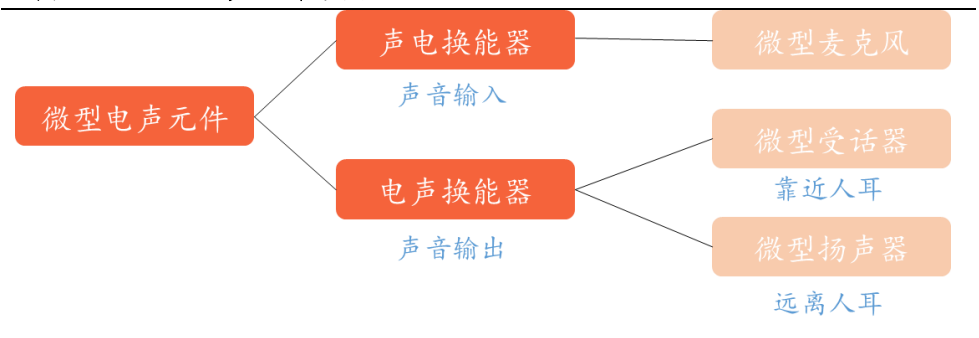 声电换能器
微型麦克风
声音输入
微型电声元件
微型受话器
电声换能器
靠近人耳
声音输出
微型扬声器
远离人耳